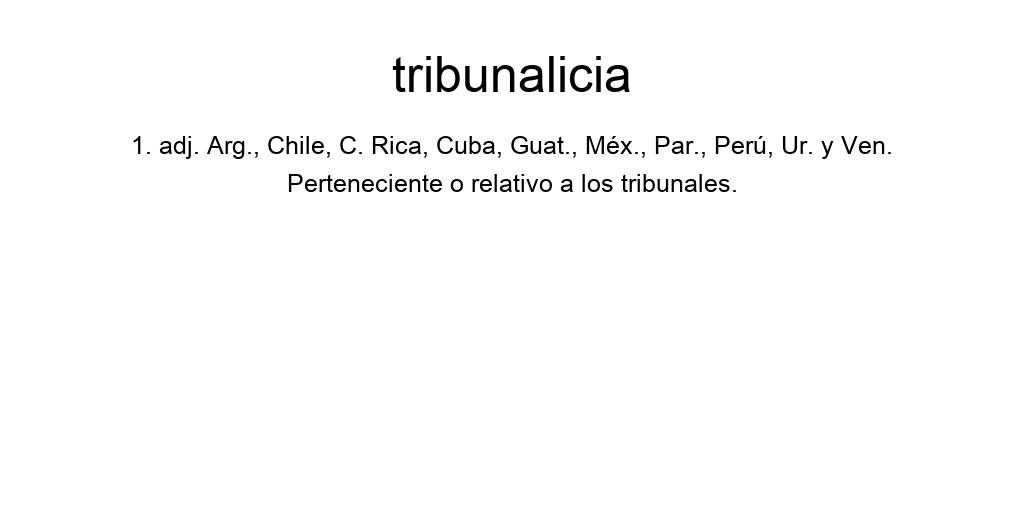 tribunalicia
1. adj. Arg., Chile, C. Rica, Cuba, Guat., Méx., Par., Perú, Ur. y Ven.
Perteneciente o relativo a los tribunales.